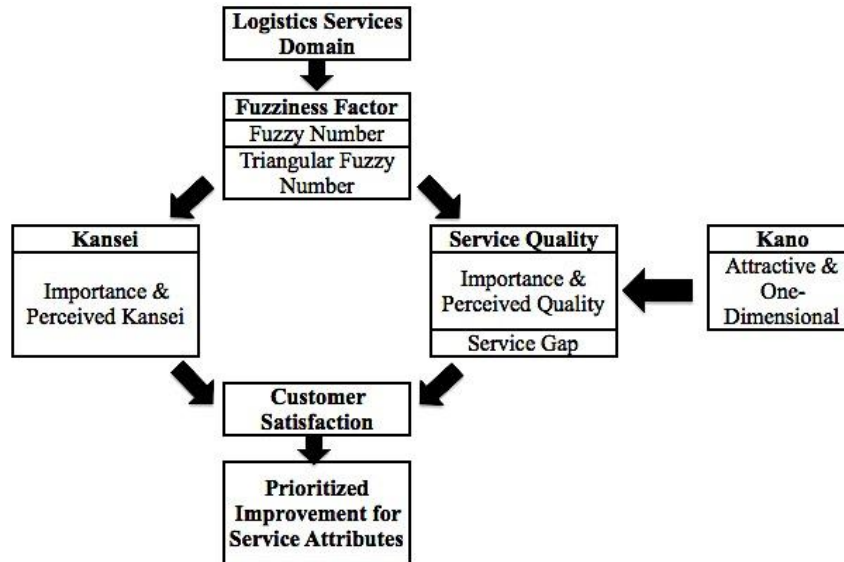 Logistics Services
Domain
Fuzziness Factor
Fuzzy Number
Triangular Fuzzy
Number
Kansei
Importance &
Perceived Kansei
Service Quality
Importance &
Perceived Quality
Service Gap
Kano
Attractive &
One-
Dimensional
Customer
Satisfaction
Prioritized
Improvement for
Service Attributes